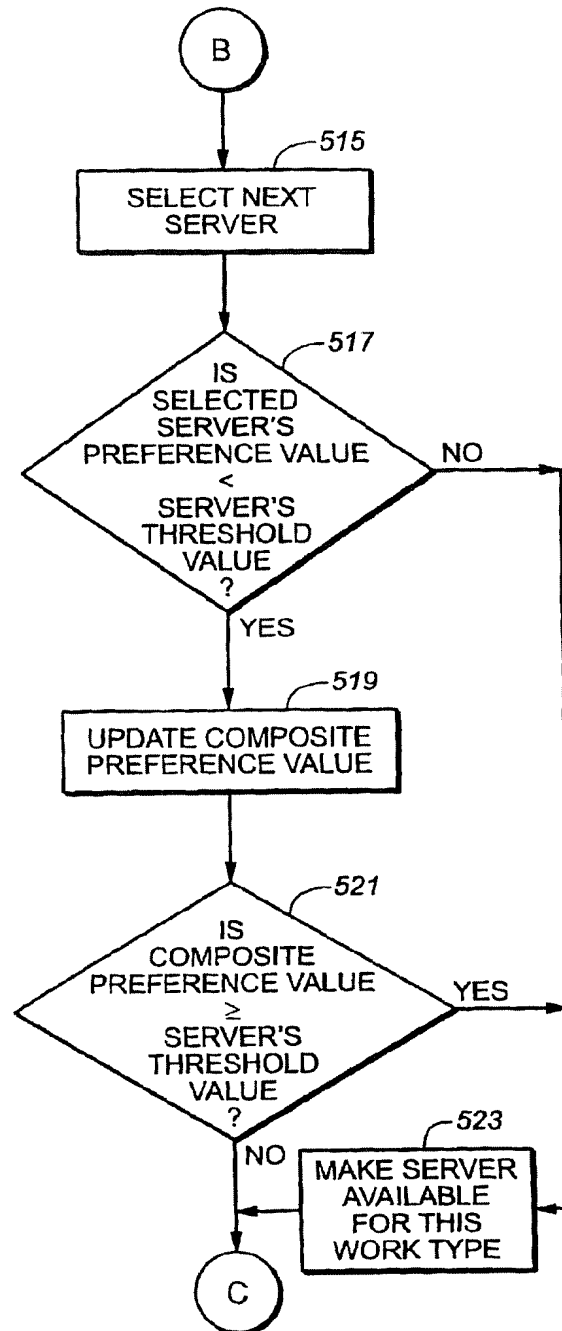 B
515
SELECT NEXT
SERVER
517
IS
SELECTED
SERVER'S
PREFERENCE VALUE
<
SERVER'S
THRESHOLD
VALUE
?
NO
YES
519
UPDATE COMPOSITE
PREFERENCE VALUE
521
IS
COMPOSITE
PREFERENCE VALUE
≥
SERVER'S
THRESHOLD
VALUE
?
YES
NO
523
MAKE SERVER
AVAILABLE
FOR THIS
WORK TYPE
C